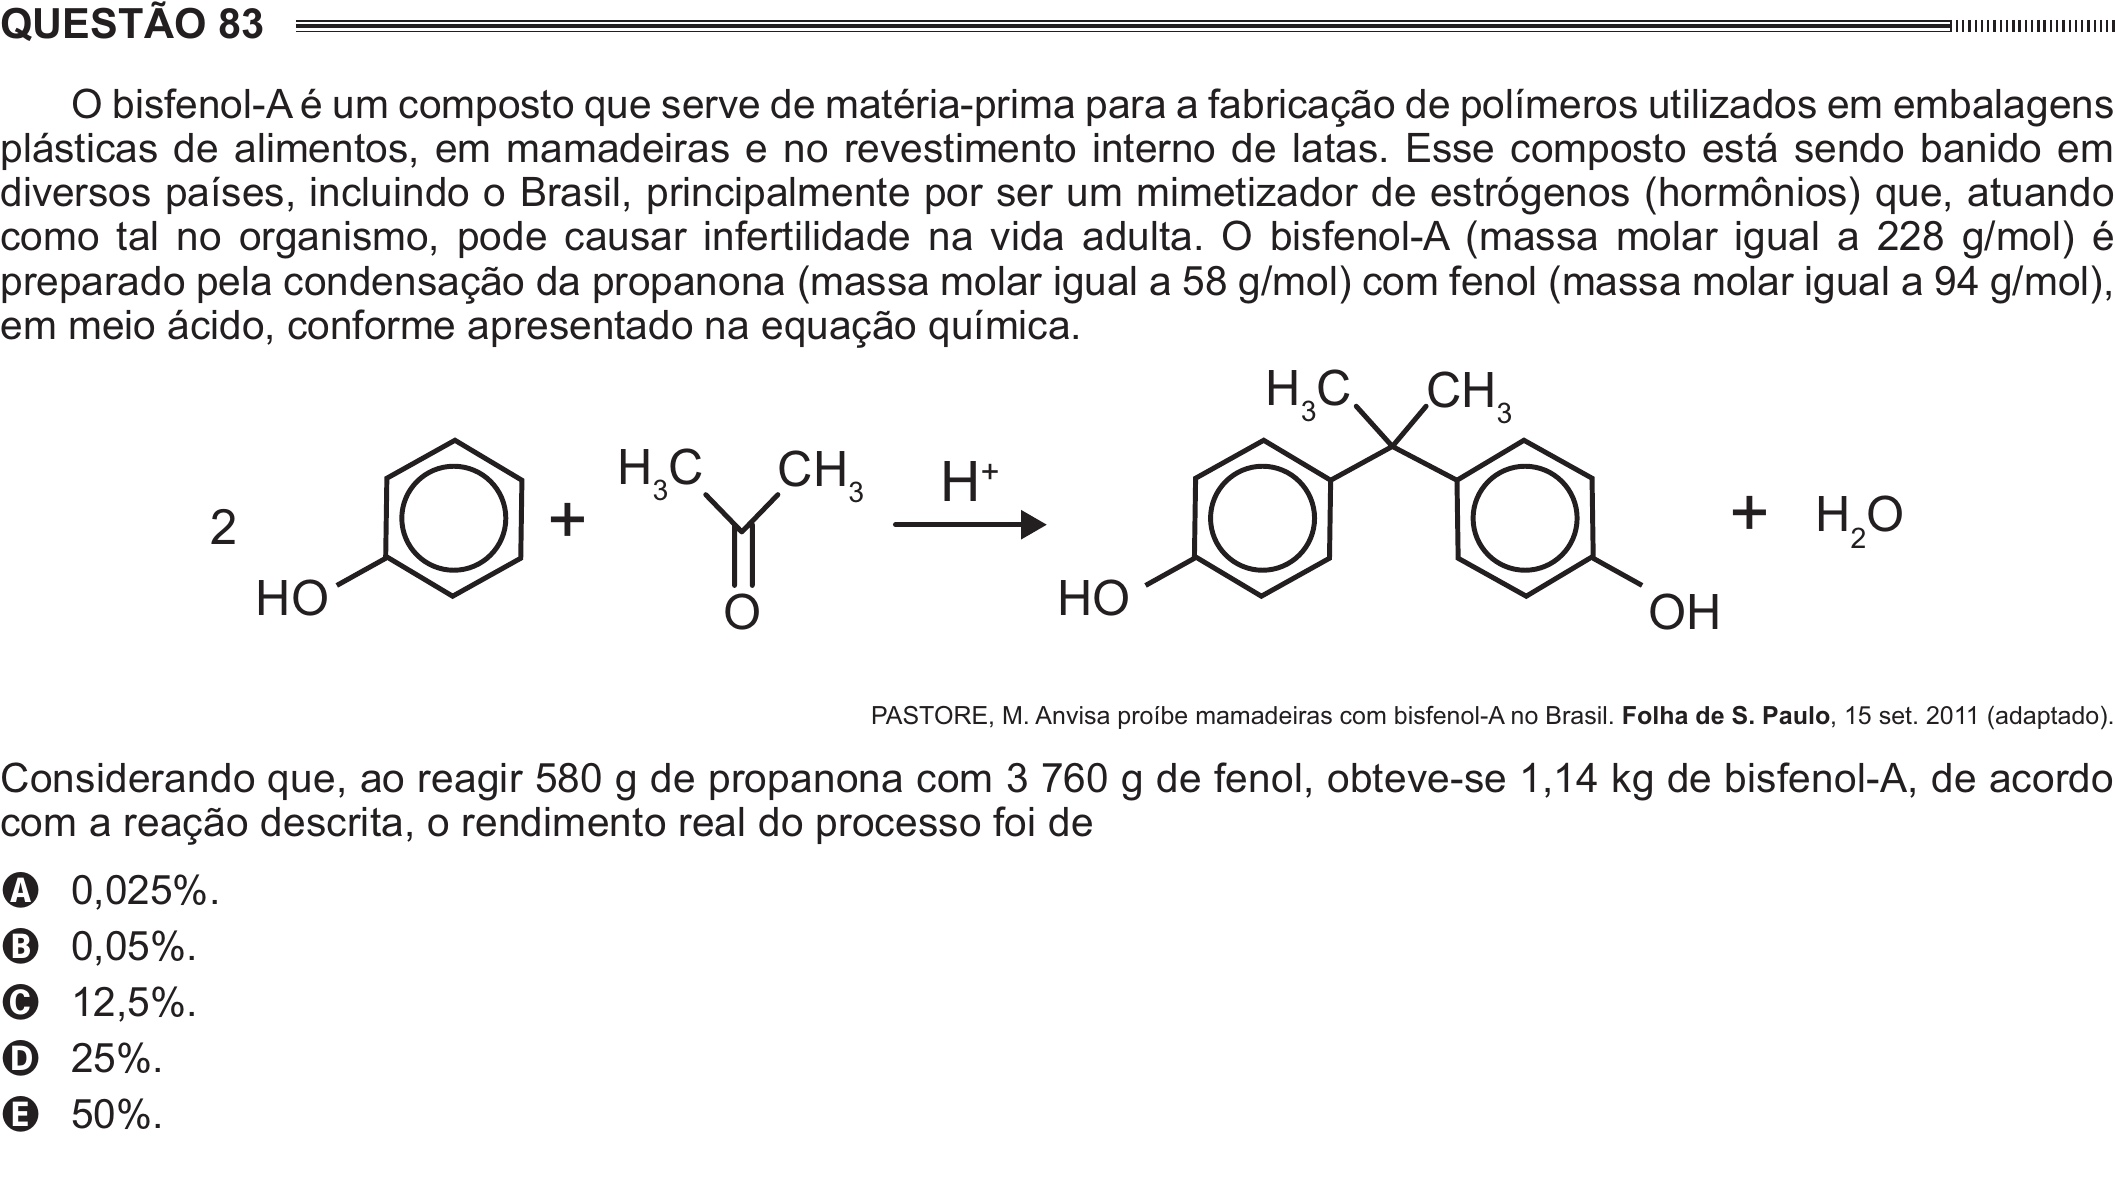 QUESTÃO 83
O bisfenol-A é um composto que serve de matéria-prima para a fabricação de polímeros utilizados em embalagens
plásticas de alimentos, em mamadeiras e no revestimento interno de latas. Esse composto está sendo banido em
diversos países, incluindo o Brasil, principalmente por ser um mimetizador de estrógenos (hormônios) que, atuando
como tal no organismo, pode causar infertilidade na vida adulta. O bisfenol-A (massa molar igual a 228 g/mol) é
preparado pela condensação da propanona (massa molar igual a 58 g/mol) com fenol (massa molar igual a 94 g/mol),
em meio ácido, conforme apresentado na equação química.
H₃C CH₃
H₃C CH₃ H⁺
2 + + H₂O
HO O HO OH
PASTORE, M. Anvisa proíbe mamadeiras com bisfenol-A no Brasil. Folha de S. Paulo, 15 set. 2011 (adaptado).
Considerando que, ao reagir 580 g de propanona com 3 760 g de fenol, obteve-se 1,14 kg de bisfenol-A, de acordo
com a reação descrita, o rendimento real do processo foi de
A 0,025%.
B 0,05%.
C 12,5%.
D 25%.
E 50%.